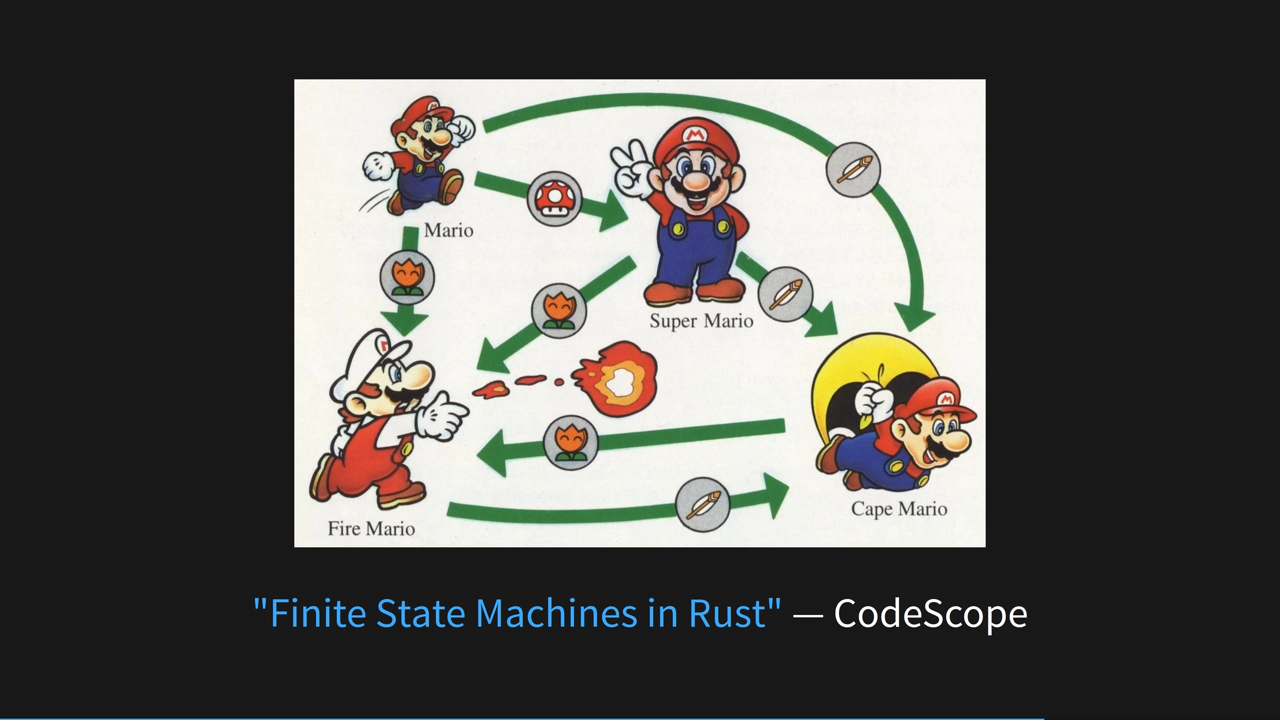 Mario
Super Mario
Fire Mario
Cape Mario
"Finite State Machines in Rust" — CodeScope